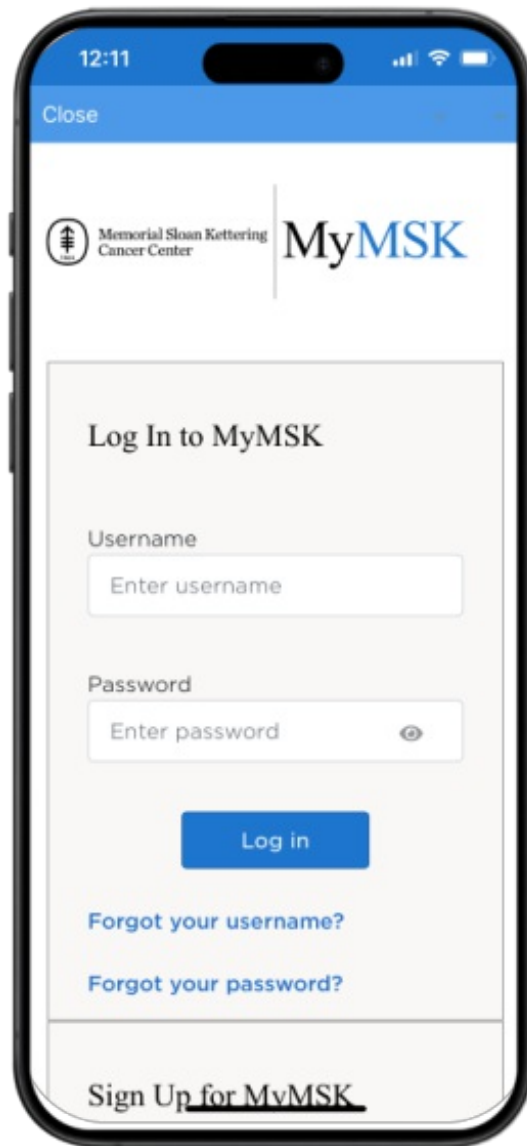 12:11
Close
Memorial Sloan Kettering
Cancer Center
MyMSK
Log In to MyMSK
Username
Enter username
Password
Enter password
Log in
Forgot your username?
Forgot your password?
Sign Up for MyMSK